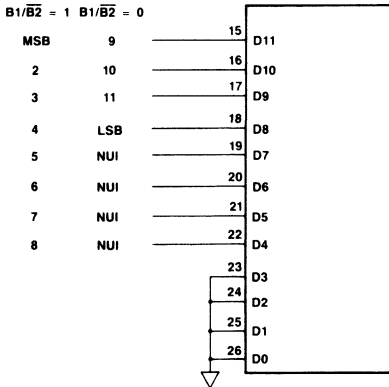 B1/B̅2̅ = 1 B1/B̅2̅ = 0
MSB 9 15 D11
2 10 16 D10
3 11 17 D9
4 LSB 18 D8
5 NUI 19 D7
6 NUI 20 D6
7 NUI 21 D5
8 NUI 22 D4
23 D3
24 D2
25 D1
26 D0